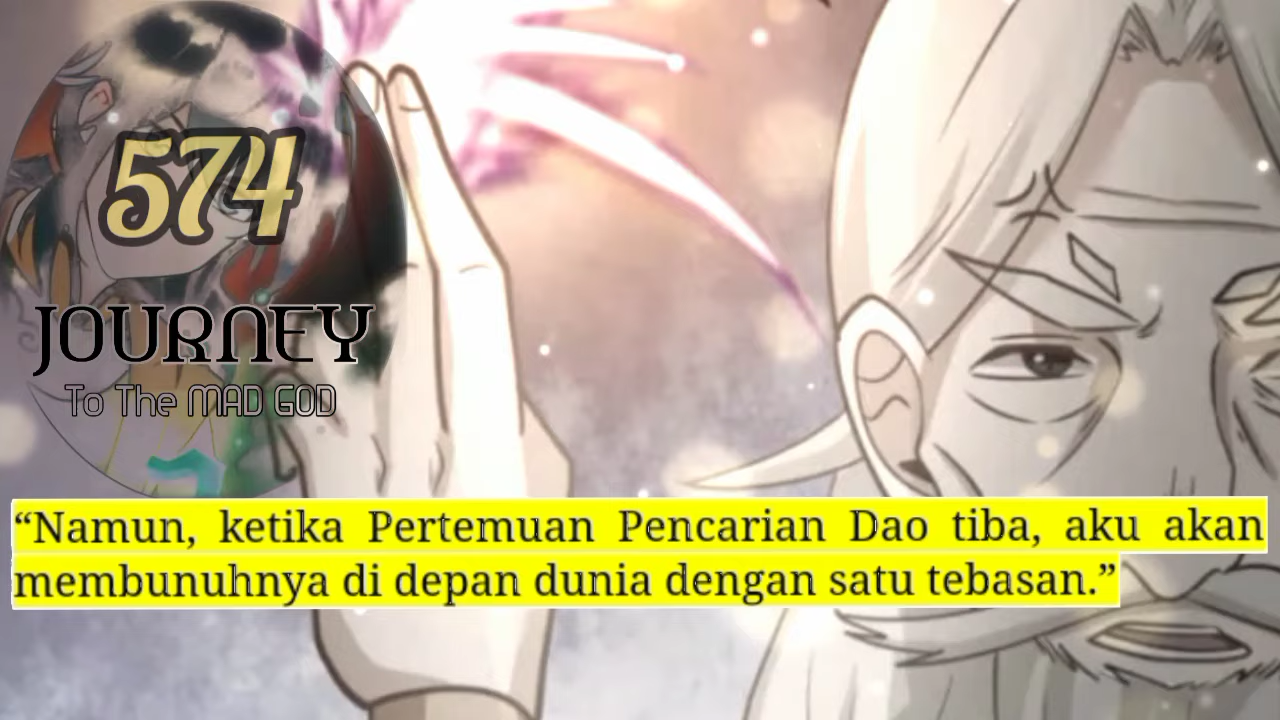 574
JOURNEY
To The MAD GOD
“Namun, ketika Pertemuan Pencarian Dao tiba, aku akan
membunuhnya di depan dunia dengan satu tebasan.”